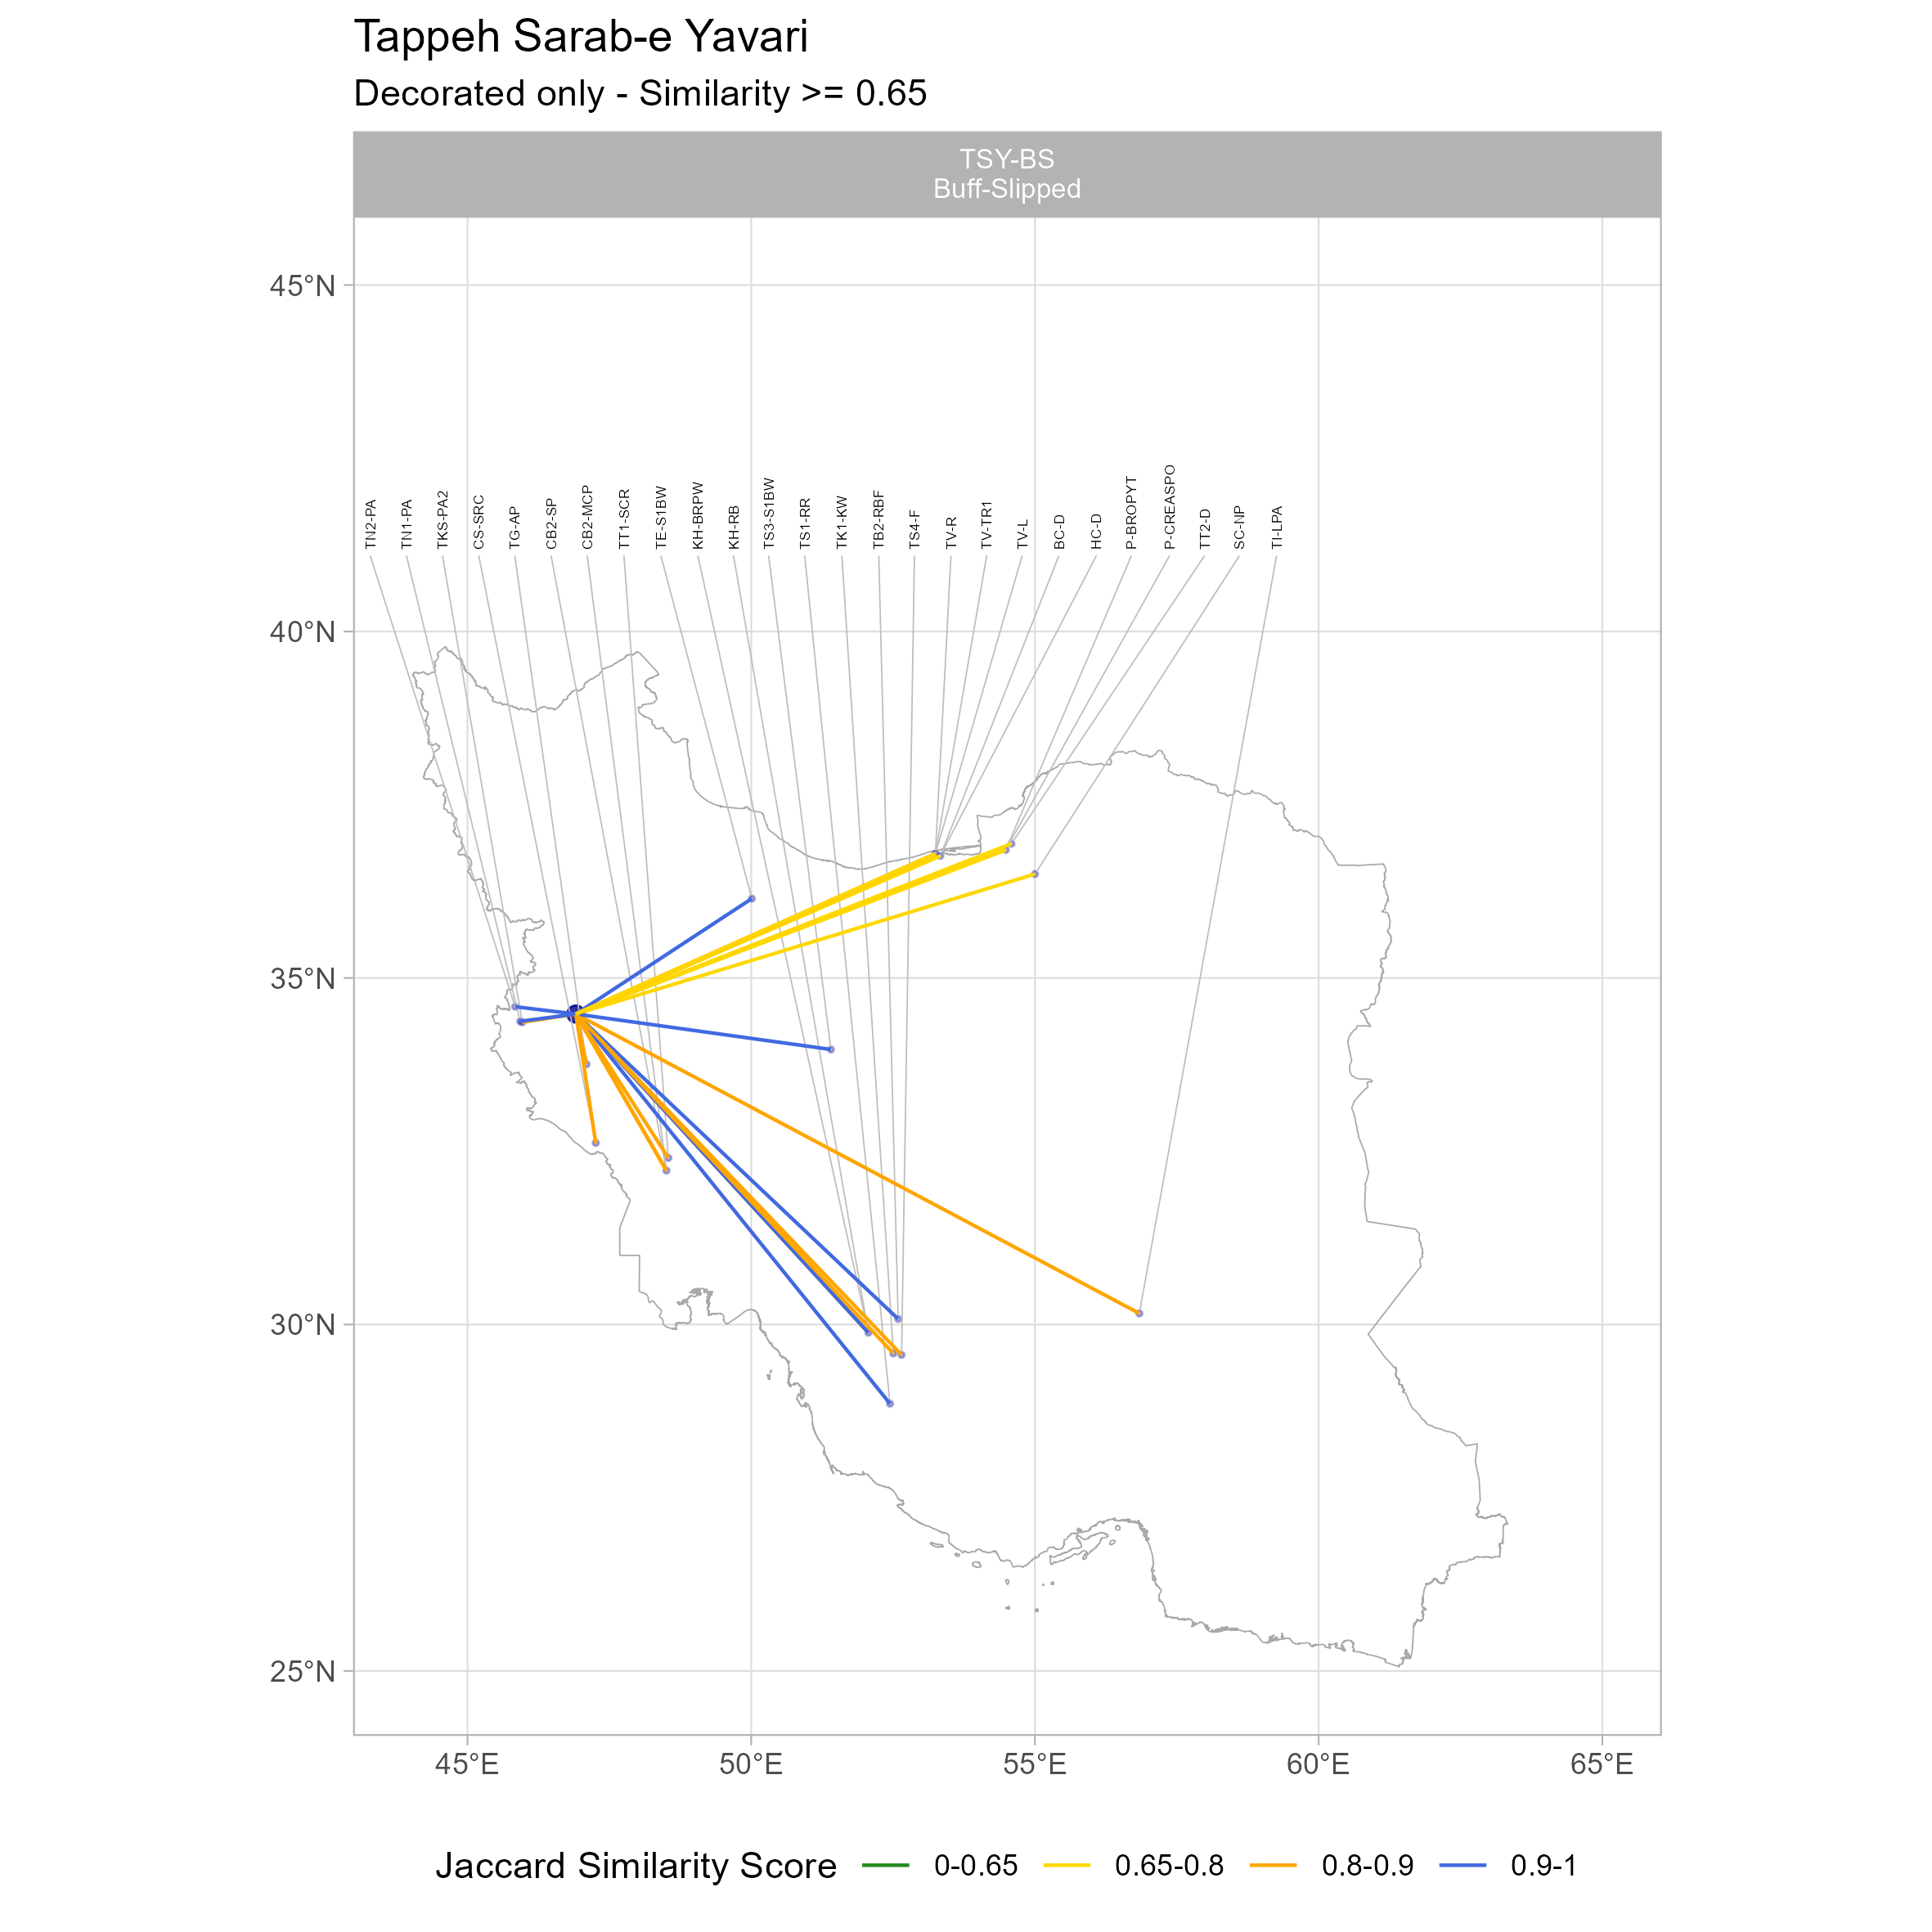 Tappeh Sarab-e Yavari
Decorated only - Similarity >= 0.65
TSY-BS
Buff-Slipped
45°N
40°N
35°N
30°N
25°N
TN2-PA
TN1-PA
TKS-PA2
CS-SRC
TG-AP
CB2-SP
CB2-MCP
TT1-SCR
TE-S1BW
KH-BRPW
KH-RB
TS3-S1BW
TS1-RR
TK1-KW
TB2-RBF
TS4-F
TV-R
TV-TR1
TV-L
BC-D
HC-D
P-BROPYT
P-CREASPO
TT2-D
SC-NP
TI-LPA
45°E 50°E 55°E 60°E 65°E
Jaccard Similarity Score 0-0.65 0.65-0.8 0.8-0.9 0.9-1